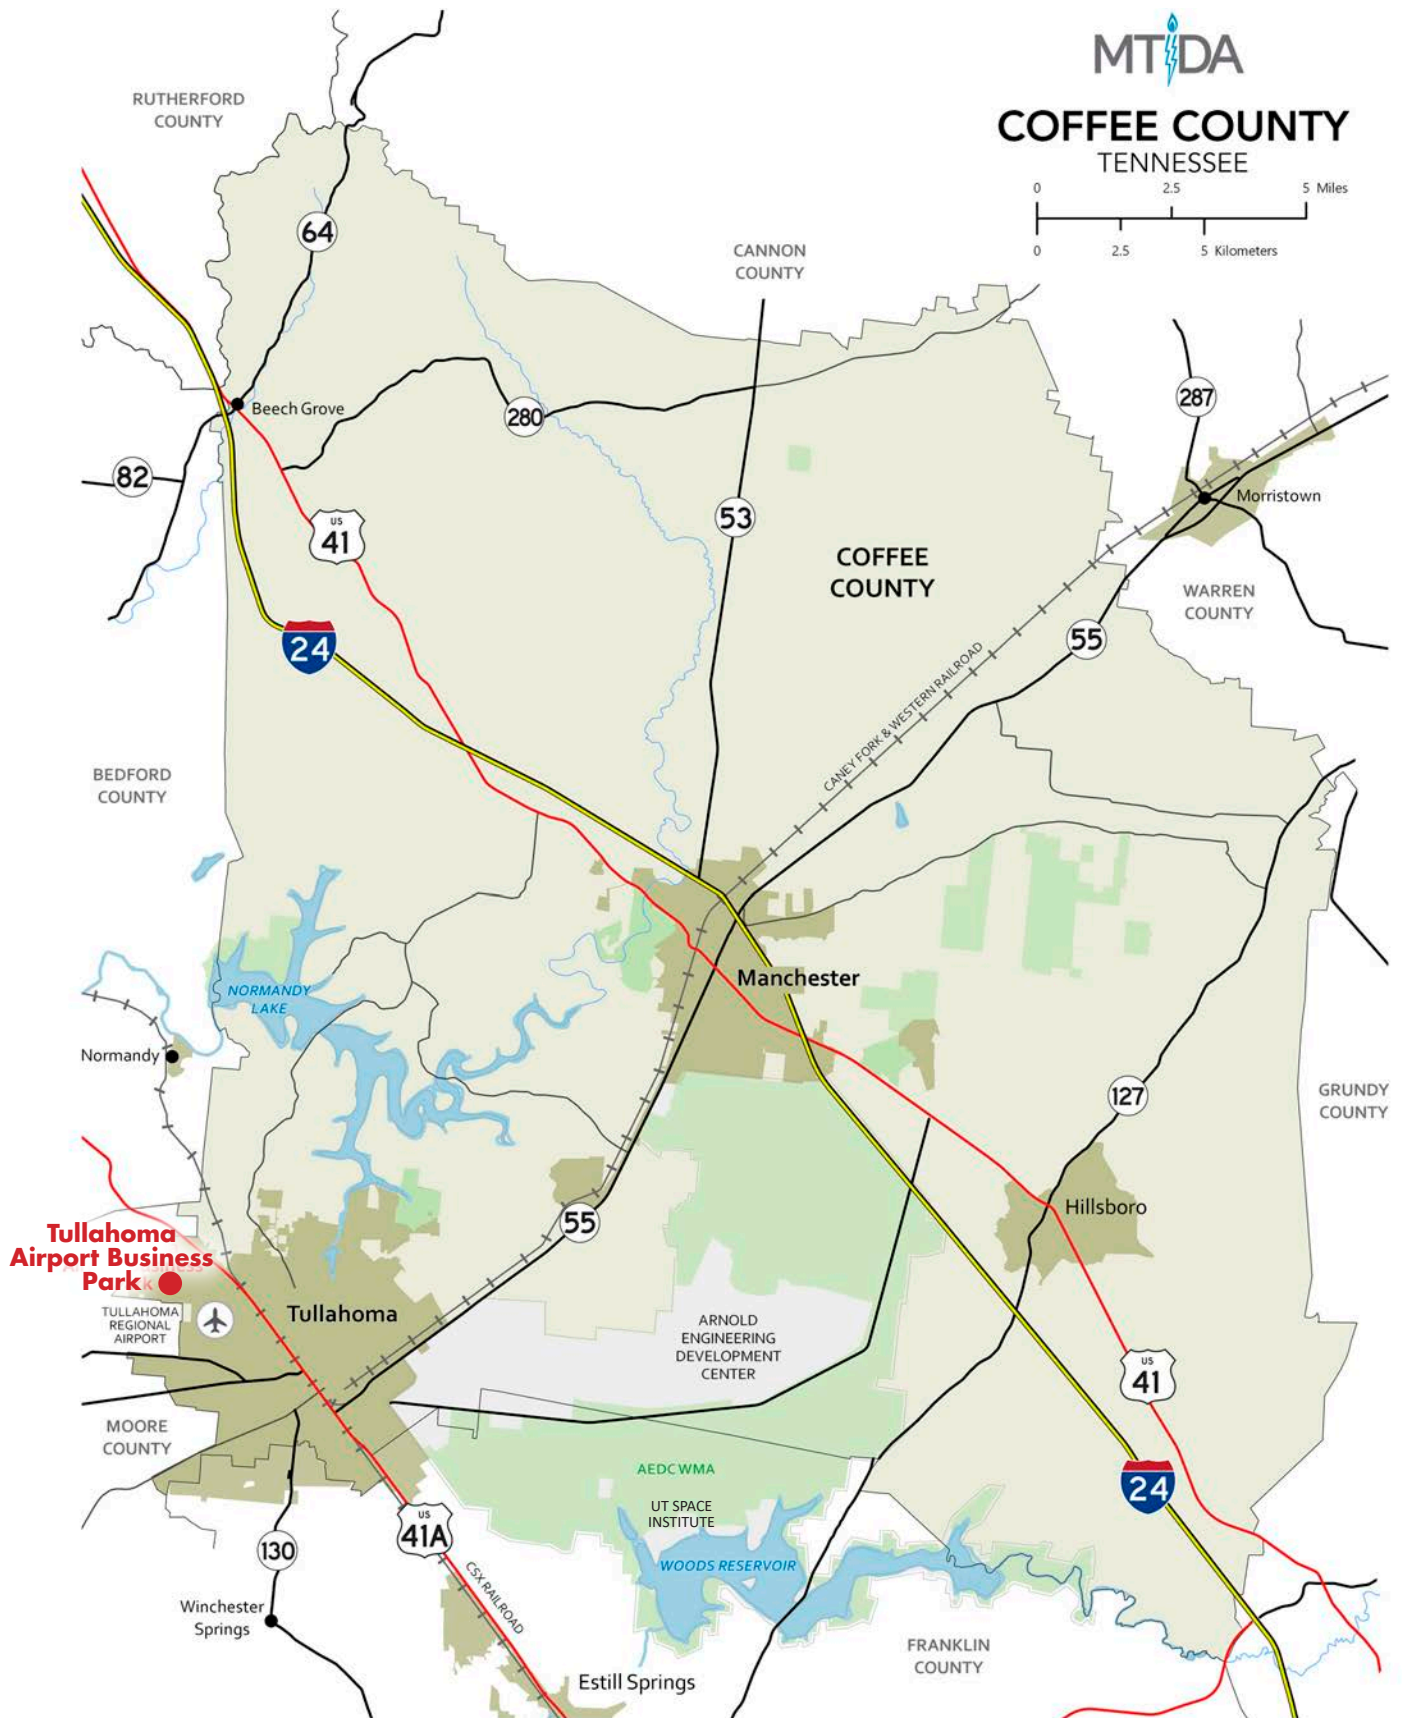 MTIDA
COFFEE COUNTY
TENNESSEE
0 2.5 5 Miles
0 2.5 5 Kilometers
RUTHERFORD
COUNTY
64
CANNON
COUNTY
287
Beech Grove
280
82
Morristown
53
US
41
COFFEE
COUNTY
WARREN
COUNTY
55
24
CANEY FORK & WESTERN RAILROAD
BEDFORD
COUNTY
Manchester
NORMANDY
LAKE
Normandy
127
GRUNDY
COUNTY
Hillsboro
55
Tullahoma
Airport Business
Park
TULLAHOMA
REGIONAL
AIRPORT
Tullahoma
ARNOLD
ENGINEERING
DEVELOPMENT
CENTER
US
41
MOORE
COUNTY
AEDC WMA
24
UT SPACE
INSTITUTE
US
41A
130
WOODS RESERVOIR
CSX RAILROAD
Winchester
Springs
FRANKLIN
COUNTY
Estill Springs